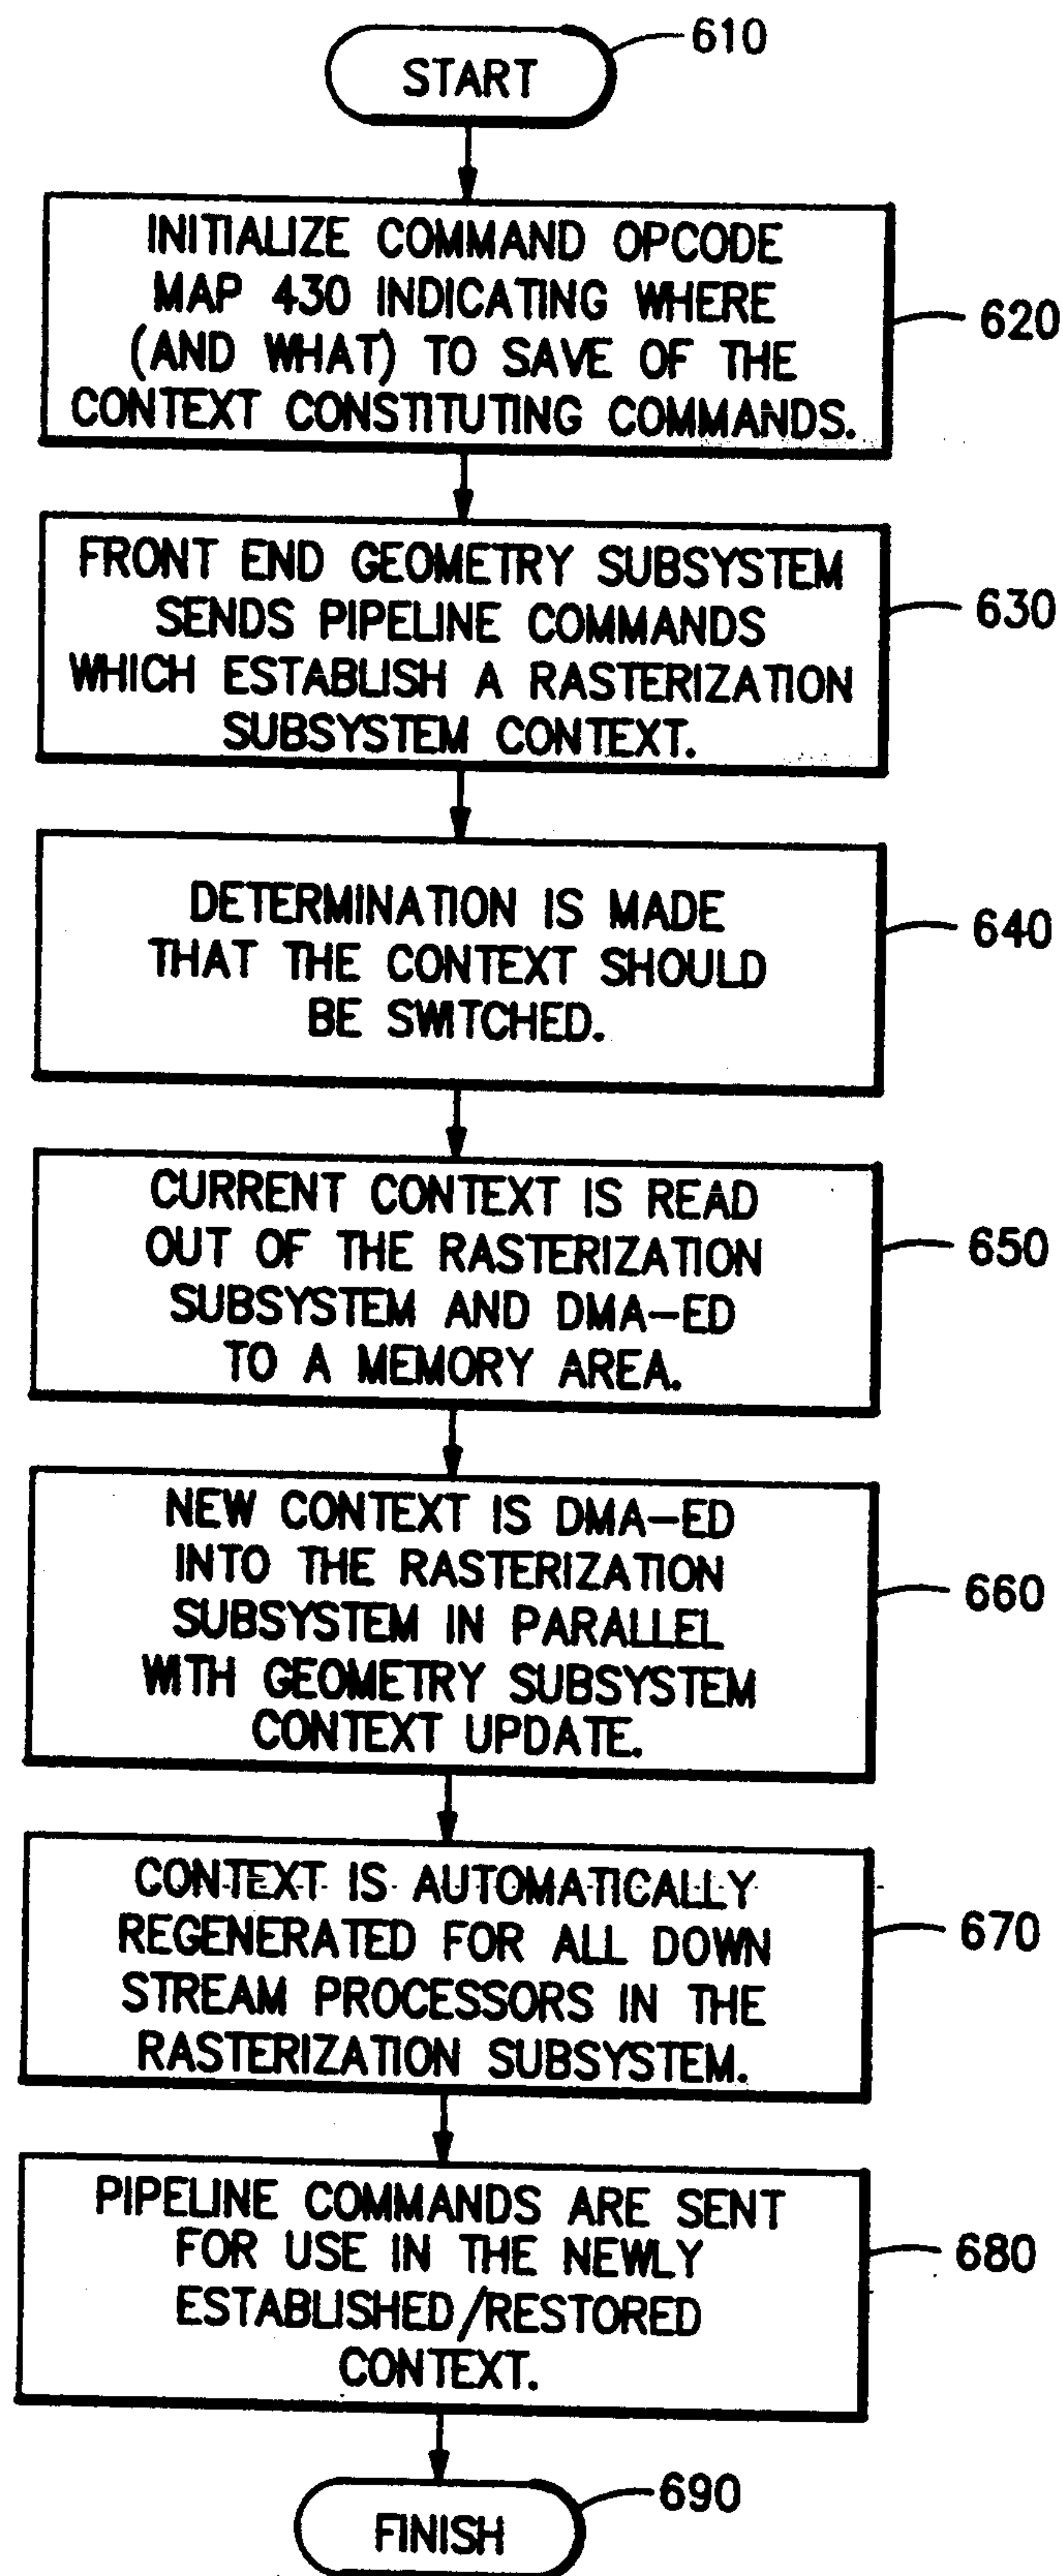 START
610
INITIALIZE COMMAND OPCODE
MAP 430 INDICATING WHERE
(AND WHAT) TO SAVE OF THE
CONTEXT CONSTITUTING COMMANDS.
620
FRONT END GEOMETRY SUBSYSTEM
SENDS PIPELINE COMMANDS
WHICH ESTABLISH A RASTERIZATION
SUBSYSTEM CONTEXT.
630
DETERMINATION IS MADE
THAT THE CONTEXT SHOULD
BE SWITCHED.
640
CURRENT CONTEXT IS READ
OUT OF THE RASTERIZATION
SUBSYSTEM AND DMA-ED
TO A MEMORY AREA.
650
NEW CONTEXT IS DMA-ED
INTO THE RASTERIZATION
SUBSYSTEM IN PARALLEL
WITH GEOMETRY SUBSYSTEM
CONTEXT UPDATE.
660
CONTEXT IS AUTOMATICALLY
REGENERATED FOR ALL DOWN
STREAM PROCESSORS IN THE
RASTERIZATION SUBSYSTEM.
670
PIPELINE COMMANDS ARE SENT
FOR USE IN THE NEWLY
ESTABLISHED/RESTORED
CONTEXT.
680
FINISH
690